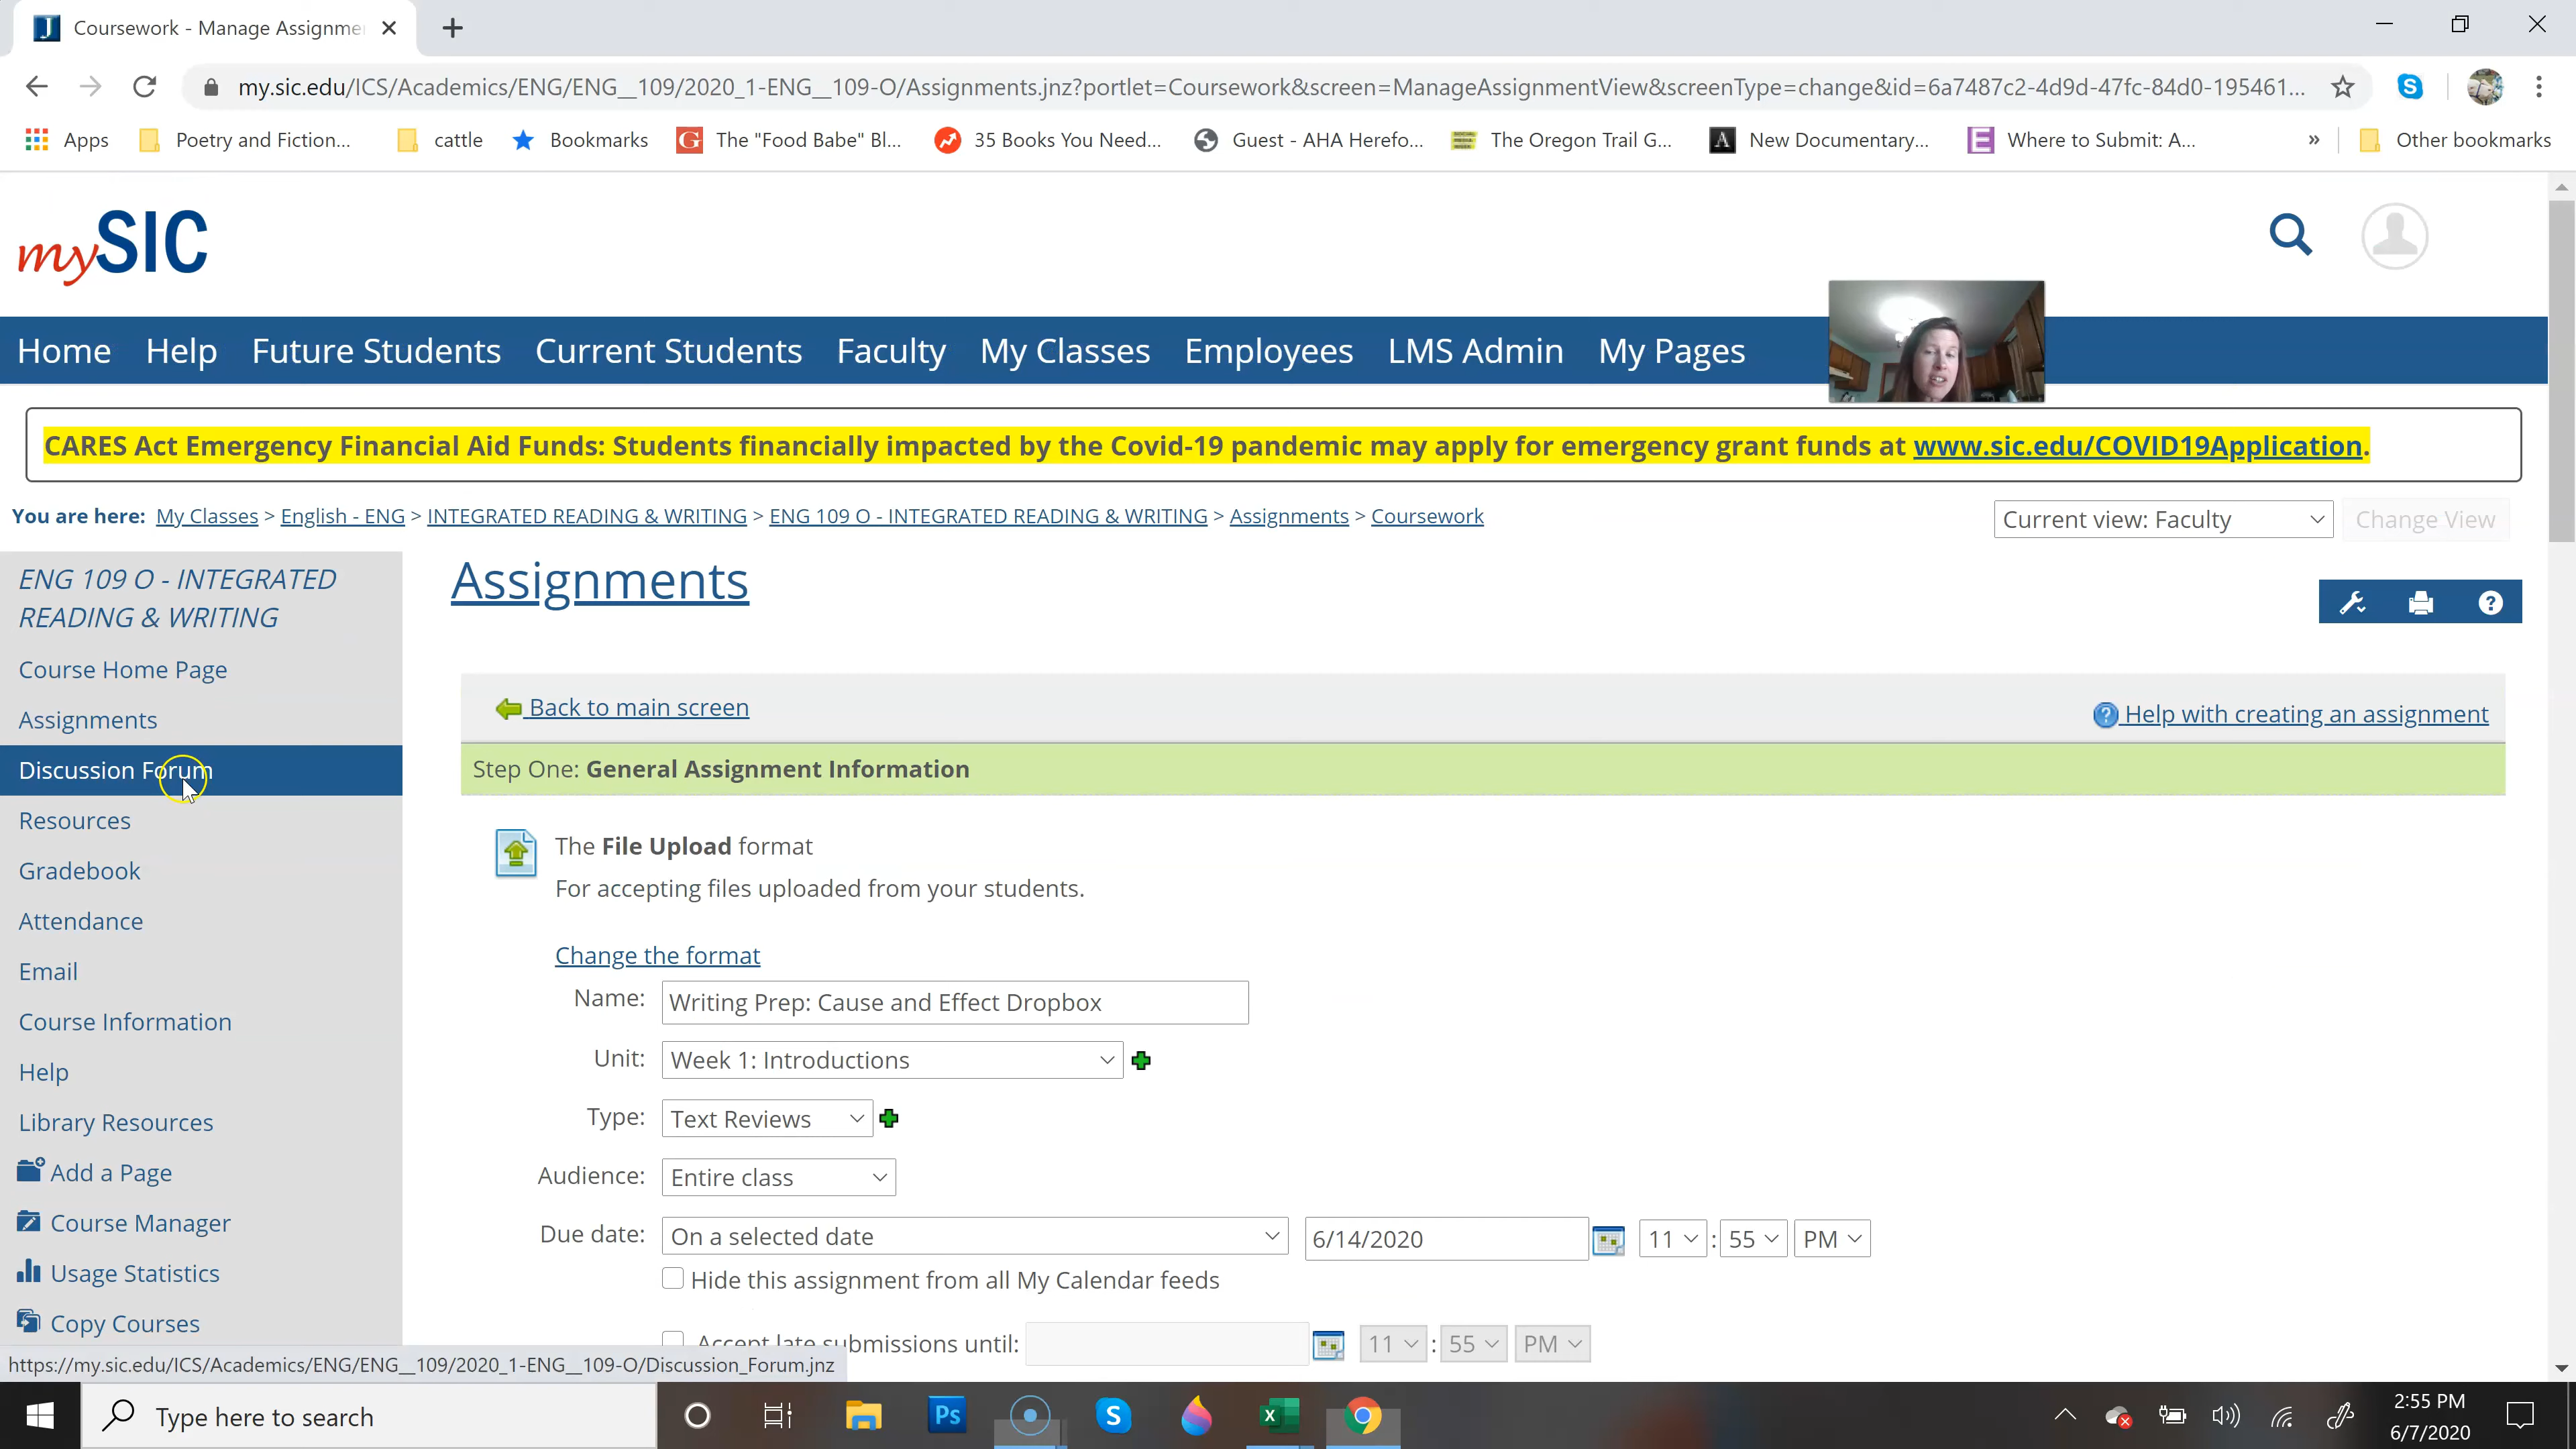 Coursework - Manage Assignme
my.sic.edu/ICS/Academics/ENG/ENG__109/2020_1-ENG__109-O/Assignments.jnz?portlet=Coursework&screen=ManageAssignmentView&screenType=change&id=6a7487c2-4d9d-47fc-84d0-195461...
Apps Poetry and Fiction... cattle Bookmarks The "Food Babe" Bl... 35 Books You Need... Guest - AHA Herefo... The Oregon Trail G... New Documentary... Where to Submit: A... » Other bookmarks
mySIC
Home Help Future Students Current Students Faculty My Classes Employees LMS Admin My Pages
CARES Act Emergency Financial Aid Funds: Students financially impacted by the Covid-19 pandemic may apply for emergency grant funds at www.sic.edu/COVID19Application.
You are here: My Classes > English - ENG > INTEGRATED READING & WRITING > ENG 109 O - INTEGRATED READING & WRITING > Assignments > Coursework
Current view: Faculty Change View
ENG 109 O - INTEGRATED
READING & WRITING
Course Home Page
Assignments
Discussion Forum
Resources
Gradebook
Attendance
Email
Course Information
Help
Library Resources
Add a Page
Course Manager
Usage Statistics
Copy Courses
Assignments
Back to main screen
Help with creating an assignment
Step One: General Assignment Information
The File Upload format
For accepting files uploaded from your students.
Change the format
Name: Writing Prep: Cause and Effect Dropbox
Unit: Week 1: Introductions
Type: Text Reviews
Audience: Entire class
Due date: On a selected date 6/14/2020 11 : 55 PM
Hide this assignment from all My Calendar feeds
Accept late submissions until: 11 : 55 PM
https://my.sic.edu/ICS/Academics/ENG/ENG__109/2020_1-ENG__109-O/Discussion_Forum.jnz
Type here to search
Ps
2:55 PM
6/7/2020